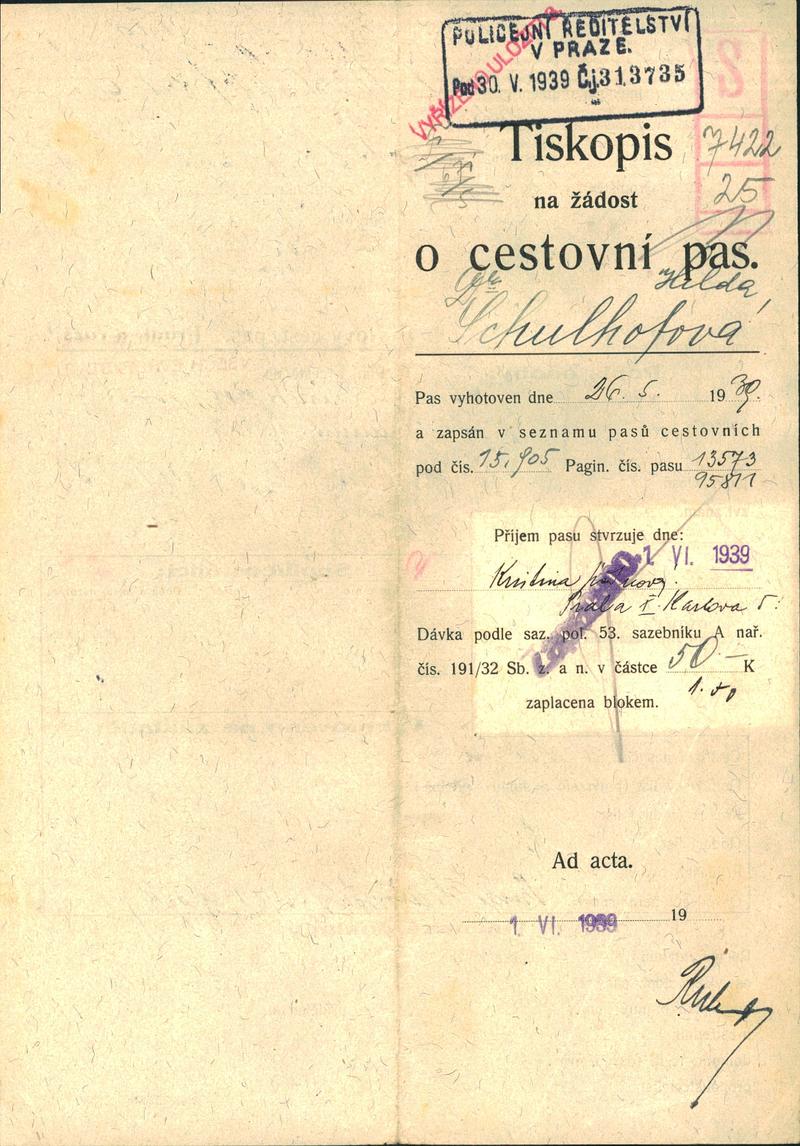 POLICEJNÍ ŘEDITELSTVÍ
V PRAZE.
Pod 30. V. 1939 Čj. 313735
S
7422
25
Tiskopis
na žádost
o cestovní pas.
Hilda
Schulhofová
Pas vyhotoven dne 26. 5. 1939.
a zapsán v seznamu pasů cestovních
pod čís. 15.905 Pagin. čís. pasu 13573
95811
Příjem pasu stvrzuje dne:
1. VI. 1939
Kristina
Praha I. Karlova 5
Dávka podle saz. pol. 53. sazebníku A nař.
čís. 191/32 Sb. z. a n. v částce 50.— K
zaplacena blokem.
Ad acta.
1. VI. 1939 19